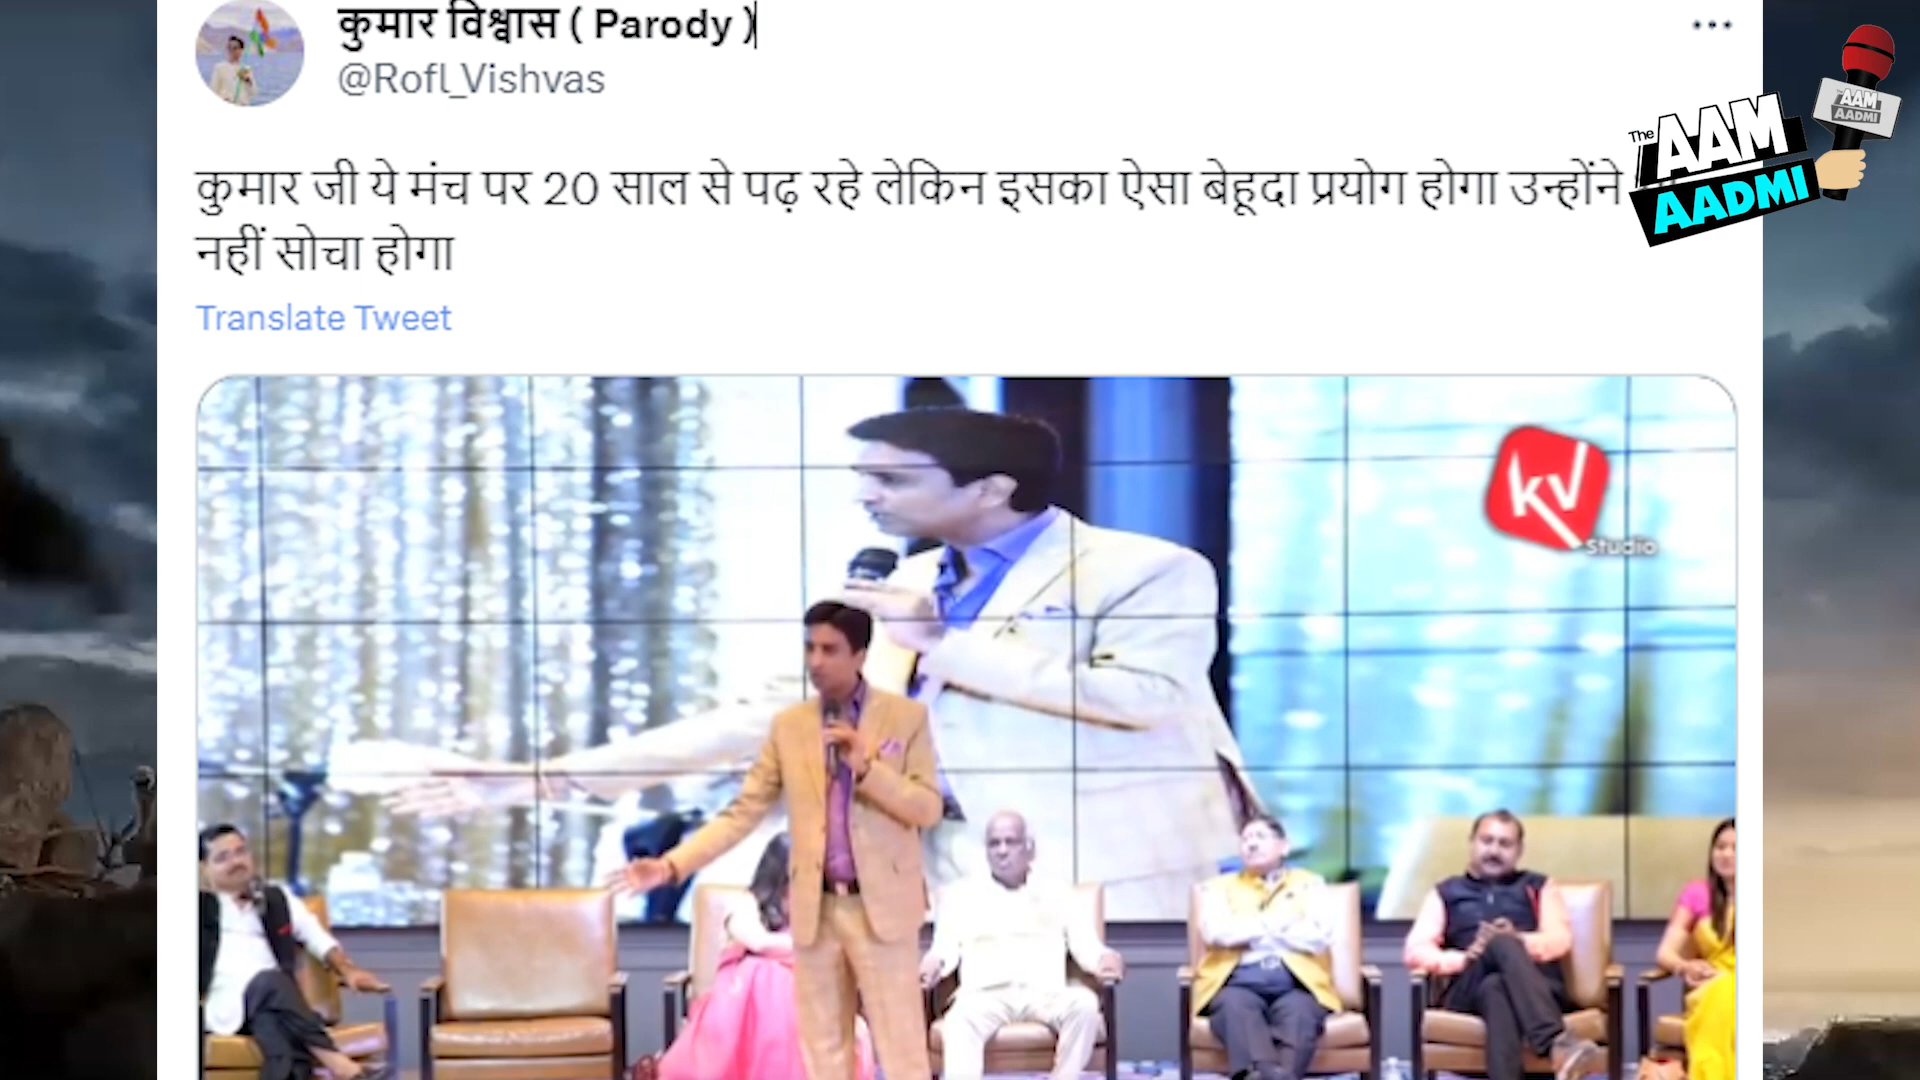 कुमार विश्वास ( Parody )
@Rofl_Vishvas
कुमार जी ये मंच पर 20 साल से पढ़ रहे लेकिन इसका ऐसा बेहूदा प्रयोग होगा उन्होंने
नहीं सोचा होगा
Translate Tweet
The
AAM
AADMI
AAM
AADMI
KV
Studio